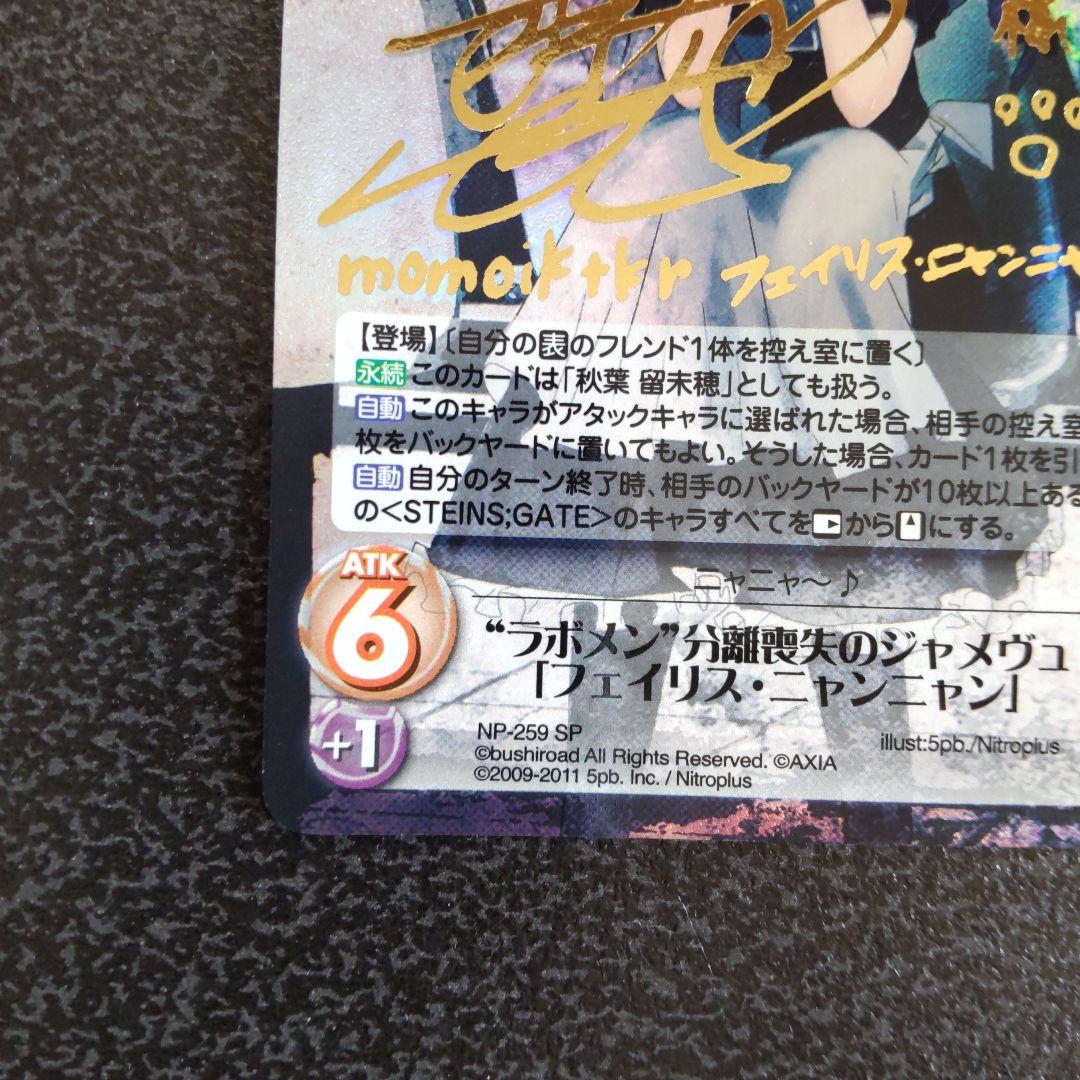 momoiktkr フェイリス・ニャンニャ
【登場】〔自分の表のフレンド1体を控え室に置く〕
永続 このカードは「秋葉 留未穂」としても扱う。
自動 このキャラがアタックキャラに選ばれた場合、相手の控え室
枚をバックヤードに置いてもよい。そうした場合、カード1枚を引
自動 自分のターン終了時、相手のバックヤードが10枚以上ある
の<STEINS;GATE>のキャラすべてを から にする。
ニャニャ〜♪
ATK
6
“ラボメン”分離喪失のジャメヴュ
「フェイリス・ニャンニャン」
+1
NP-259 SP
illust:5pb./Nitroplus
©bushiroad All Rights Reserved. ©AXIA
©2009-2011 5pb. Inc. / Nitroplus